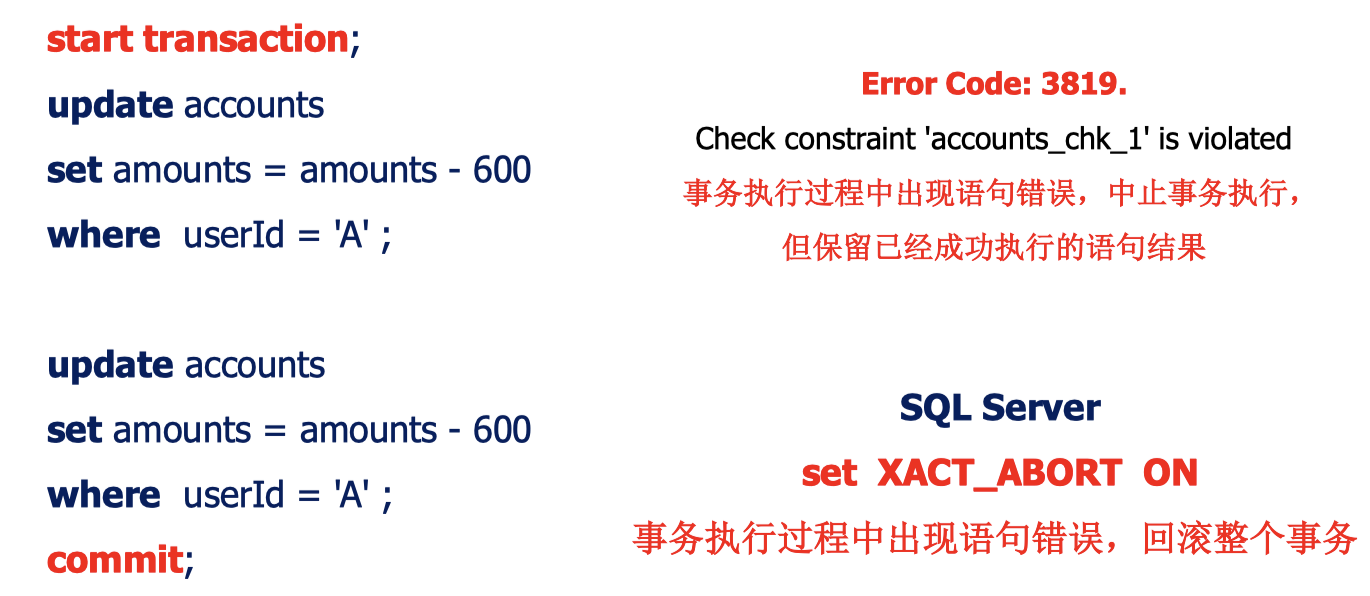 start transaction;
update accounts
set amounts = amounts - 600
where userId = 'A' ;
update accounts
set amounts = amounts - 600
where userId = 'A' ;
commit;
Error Code: 3819.
Check constraint 'accounts_chk_1' is violated
事务执行过程中出现语句错误，中止事务执行，
但保留已经成功执行的语句结果
SQL Server
set XACT_ABORT ON
事务执行过程中出现语句错误，回滚整个事务